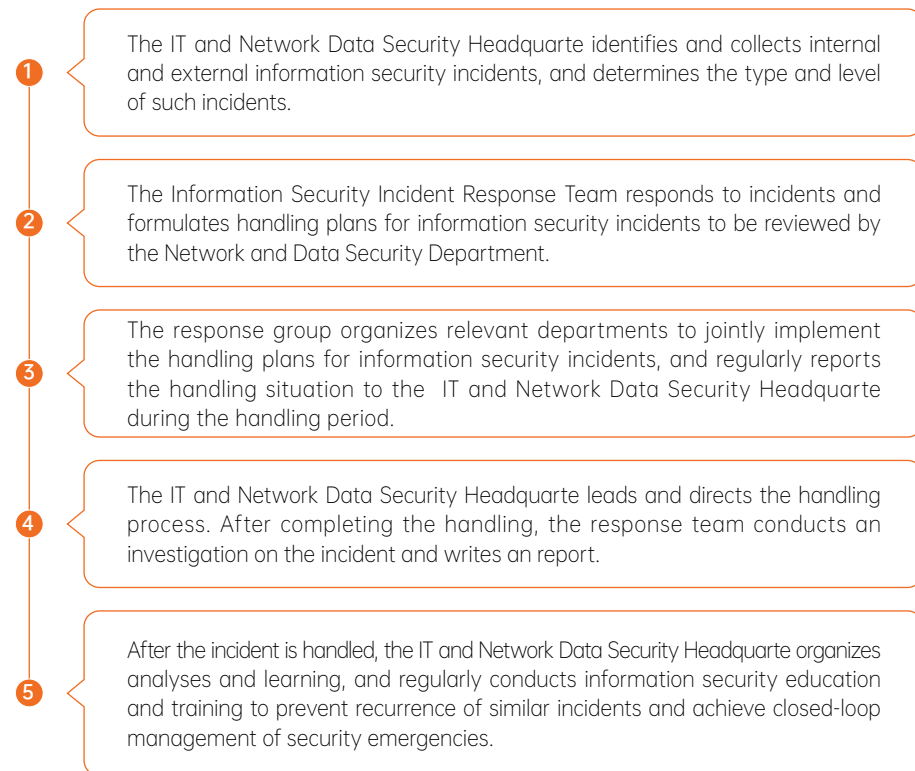 1
The IT and Network Data Security Headquarte identifies and collects internal
and external information security incidents, and determines the type and level
of such incidents.
2
The Information Security Incident Response Team responds to incidents and
formulates handling plans for information security incidents to be reviewed by
the Network and Data Security Department.
3
The response group organizes relevant departments to jointly implement
the handling plans for information security incidents, and regularly reports
the handling situation to the IT and Network Data Security Headquarte
during the handling period.
4
The IT and Network Data Security Headquarte leads and directs the handling
process. After completing the handling, the response team conducts an
investigation on the incident and writes an report.
5
After the incident is handled, the IT and Network Data Security Headquarte organizes
analyses and learning, and regularly conducts information security education
and training to prevent recurrence of similar incidents and achieve closed-loop
management of security emergencies.